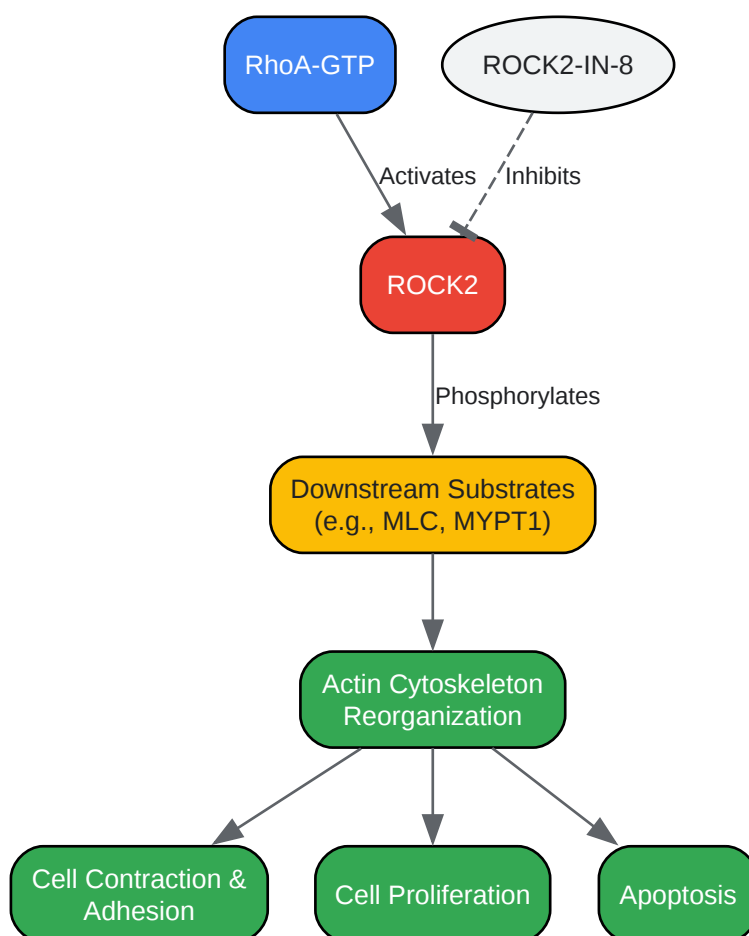 RhoA-GTP
ROCK2-IN-8
Activates
Inhibits
ROCK2
Phosphorylates
Downstream Substrates
(e.g., MLC, MYPT1)
Actin Cytoskeleton
Reorganization
Cell Contraction &
Adhesion
Cell Proliferation
Apoptosis